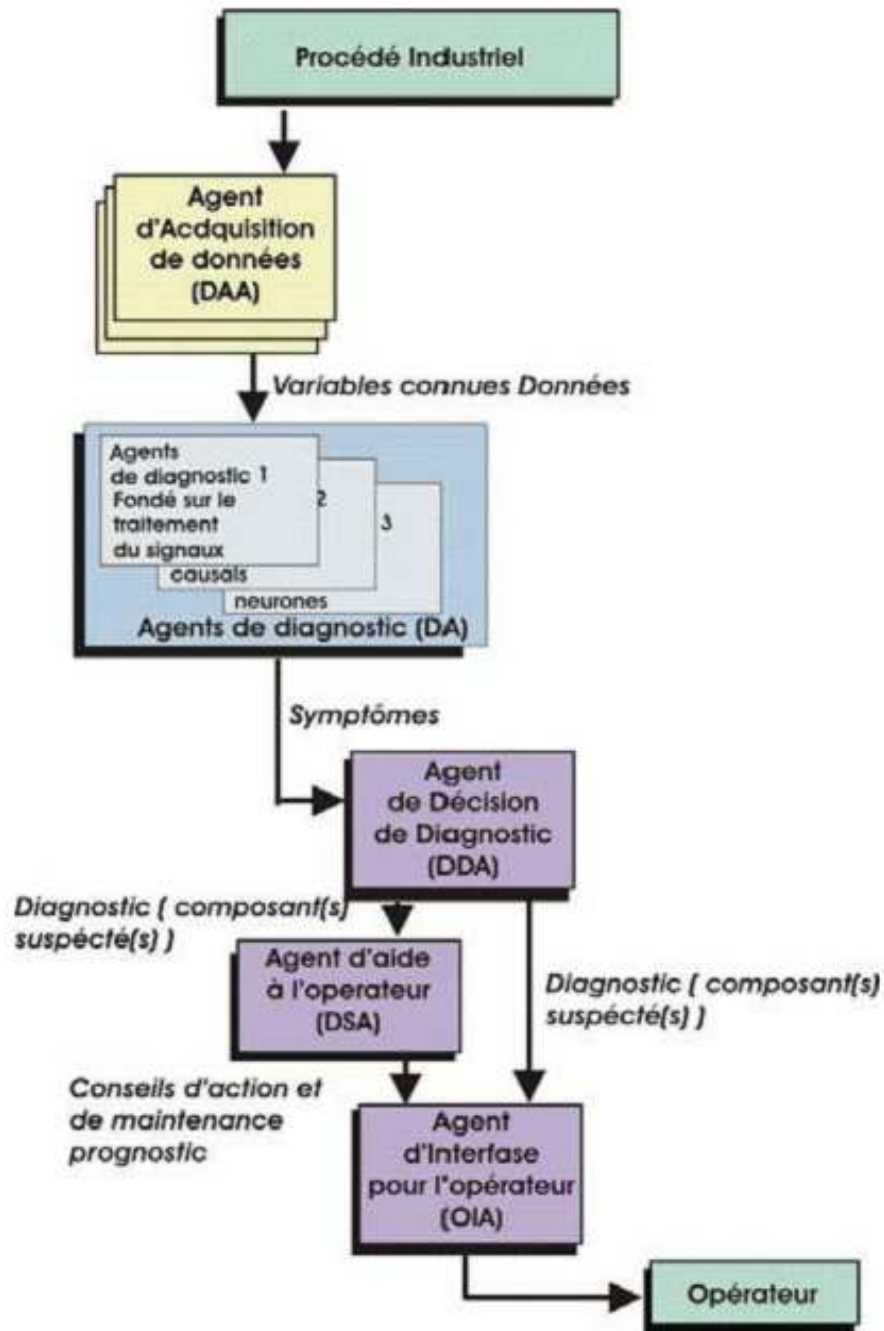 Procédé Industriel
Agent
d'Acdquisition
de données
(DAA)
Variables connues Données
Agents
de diagnostic 1
Fondé sur le
traitement
du signaux
2
causals
3
neurones
Agents de diagnostic (DA)
Symptômes
Agent
de Décision
de Diagnostic
(DDA)
Diagnostic ( composant(s)
suspécté(s) )
Agent d'aide
à l'operateur
(DSA)
Diagnostic ( composant(s)
suspécté(s) )
Conseils d'action et
de maintenance
prognostic
Agent
d'Interfase
pour l'opérateur
(OIA)
Opérateur